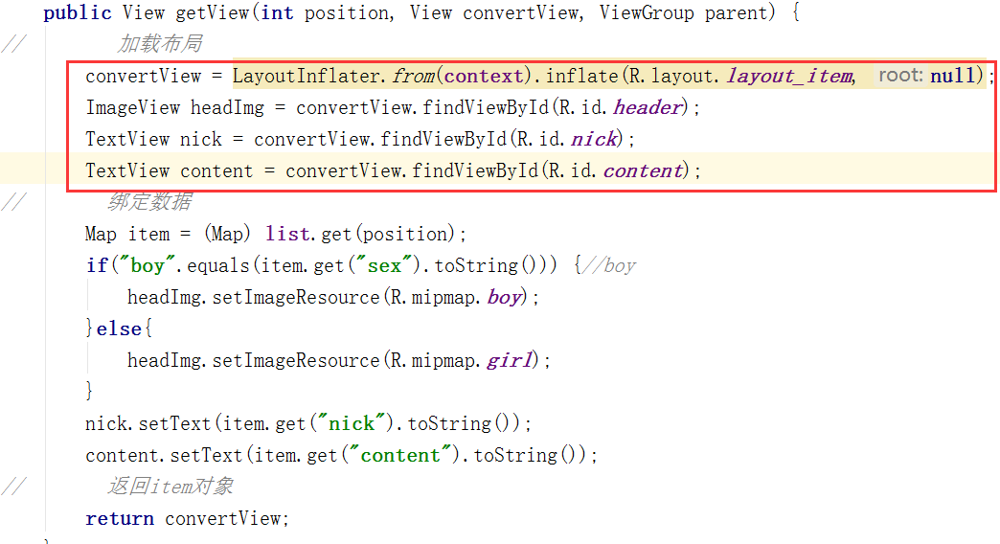 public View getView(int position, View convertView, ViewGroup parent) {
// 加载布局
convertView = LayoutInflater.from(context).inflate(R.layout.layout_item, root: null);
ImageView headImg = convertView.findViewById(R.id.header);
TextView nick = convertView.findViewById(R.id.nick);
TextView content = convertView.findViewById(R.id.content);
// 绑定数据
Map item = (Map) list.get(position);
if("boy".equals(item.get("sex").toString())) {//boy
headImg.setImageResource(R.mipmap.boy);
}else{
headImg.setImageResource(R.mipmap.girl);
}
nick.setText(item.get("nick").toString());
content.setText(item.get("content").toString());
// 返回item对象
return convertView;